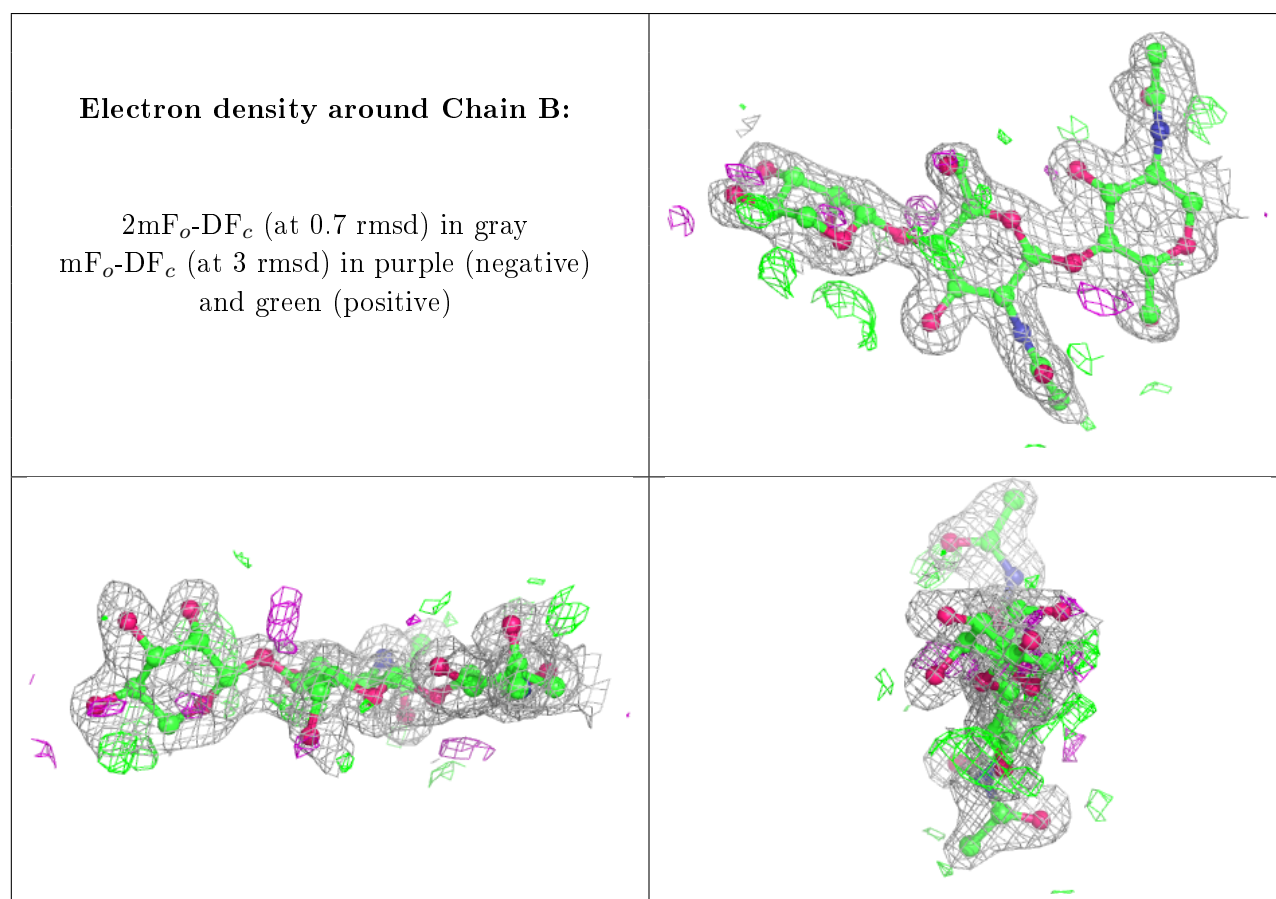 Electron density around Chain B:
2mFo-DFc (at 0.7 rmsd) in gray
mFo-DFc (at 3 rmsd) in purple (negative)
and green (positive)